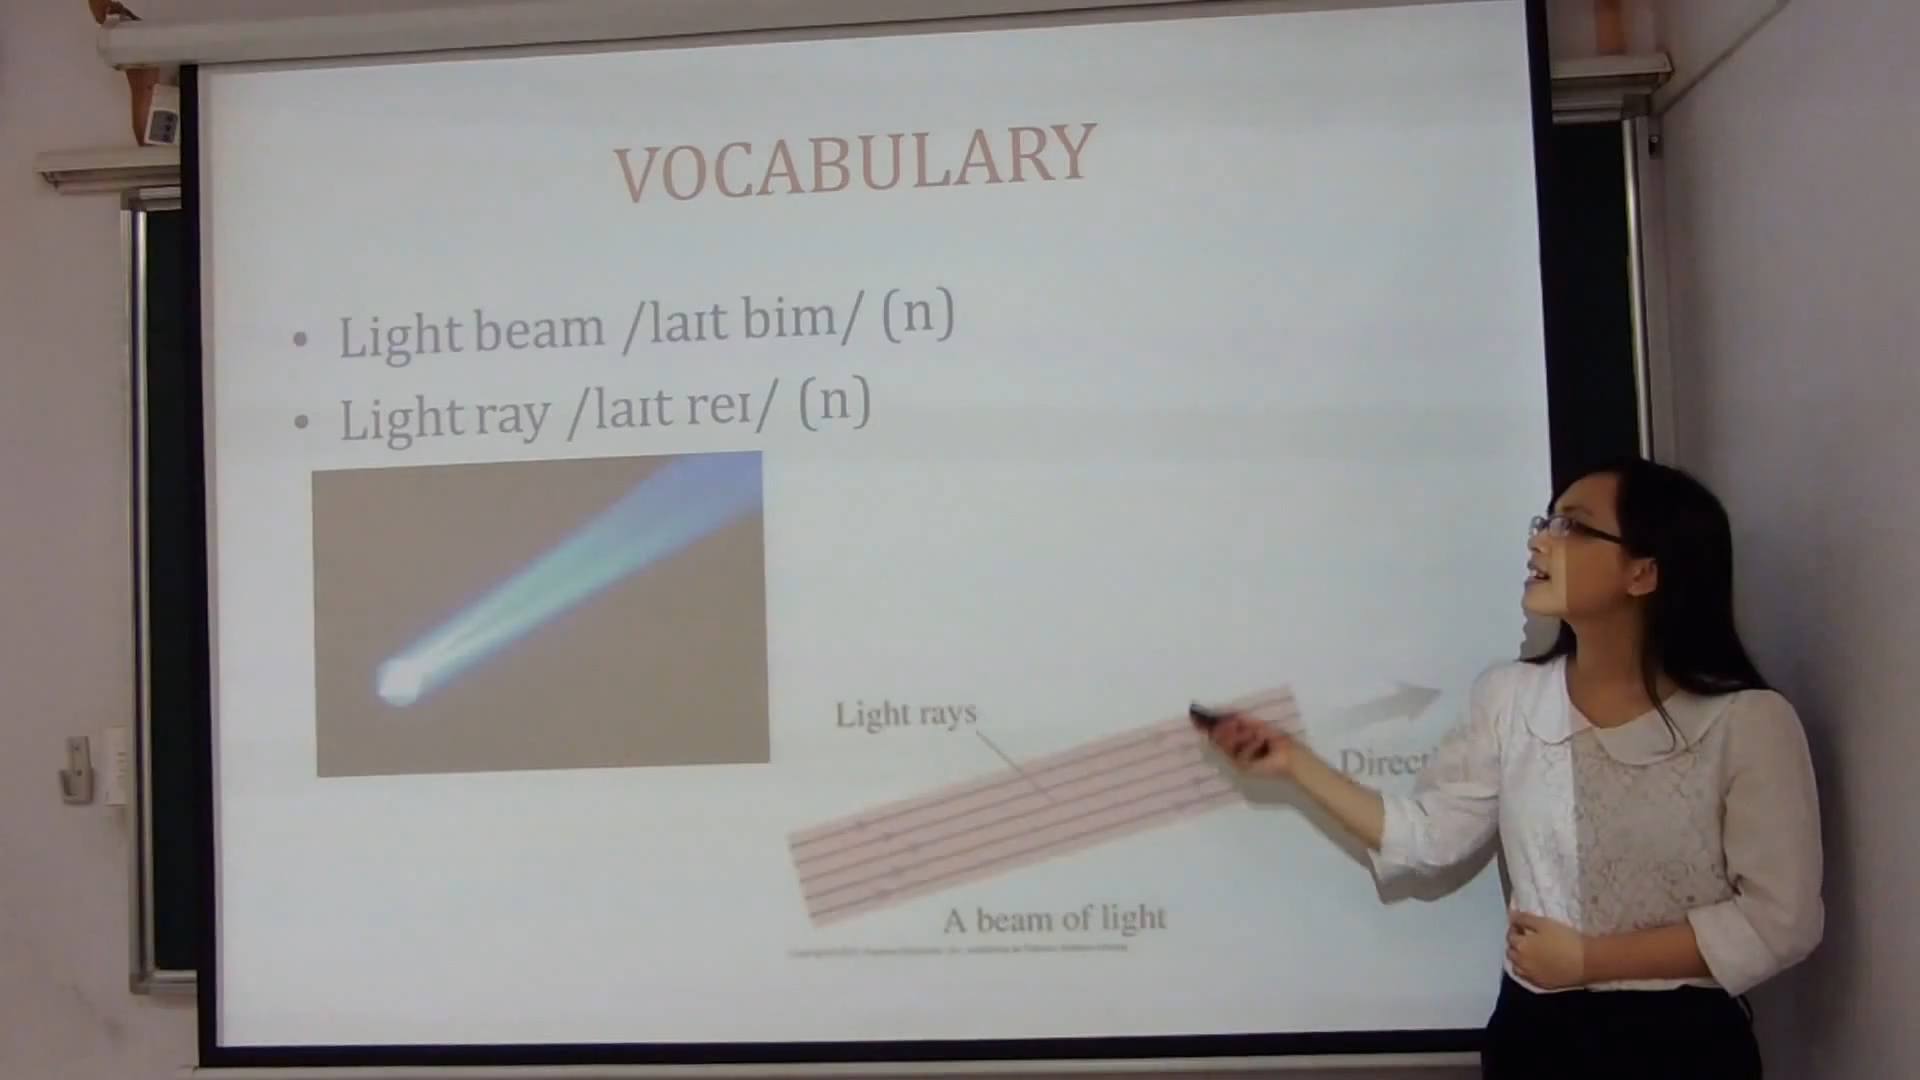 VOCABULARY
• Light beam /laɪt bim/ (n)
• Light ray /laɪt reɪ/ (n)
Light rays
A beam of light